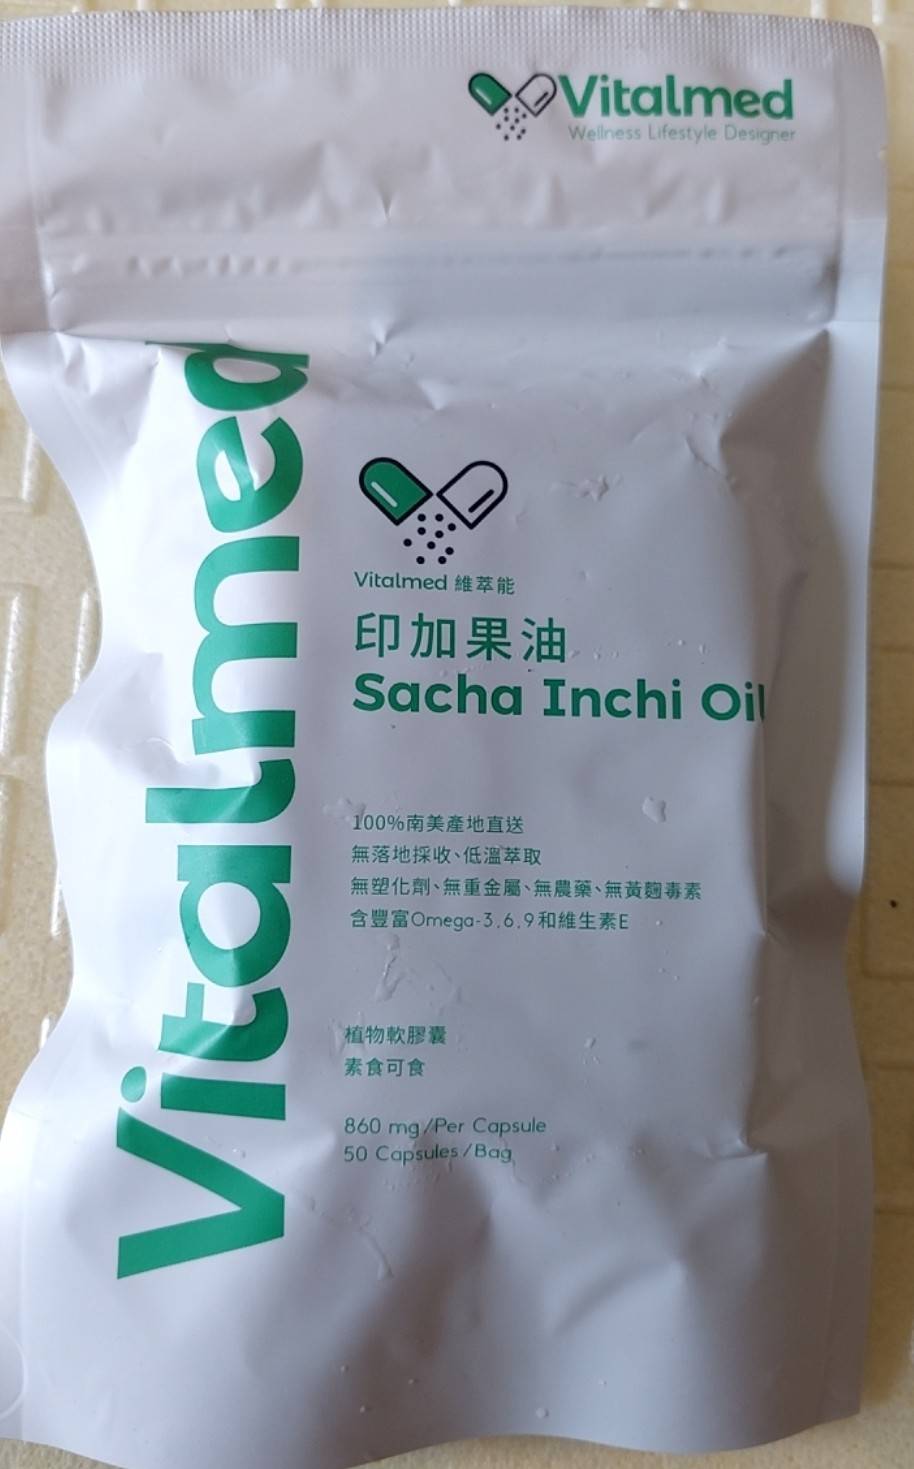 Vitalmed
Wellness Lifestyle Designer
Vitalmed
Vitalmed 維萃能
印加果油
Sacha Inchi Oil
100%南美產地直送
無落地採收、低溫萃取
無塑化劑、無重金屬、無農藥、無黃麴毒素
含豐富Omega-3,6,9和維生素E
植物軟膠囊
素食可食
860 mg/Per Capsule
50 Capsules/Bag